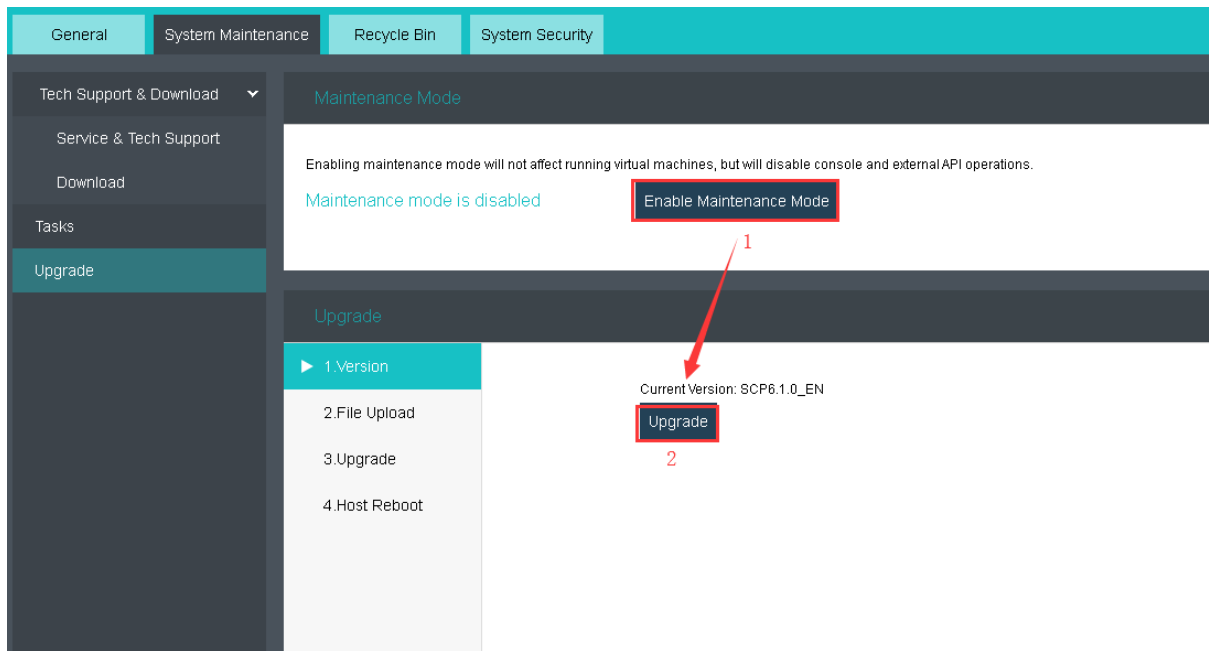 General System Maintenance Recycle Bin System Security
Tech Support & Download
Service & Tech Support
Download
Tasks
Upgrade
Maintenance Mode
Enabling maintenance mode will not affect running virtual machines, but will disable console and external API operations.
Maintenance mode is disabled Enable Maintenance Mode
1
Upgrade
1.Version
2.File Upload
3.Upgrade
4.Host Reboot
Current Version: SCP6.1.0_EN
Upgrade
2